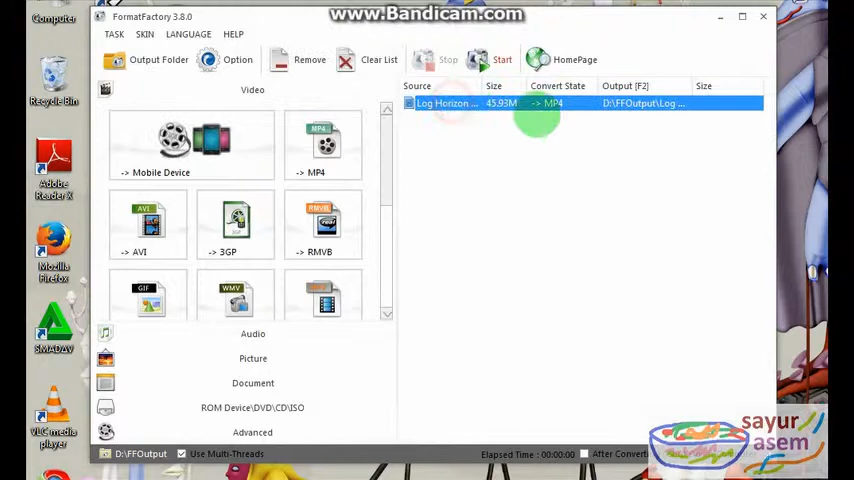 www.Bandicam.com
Computer
Recycle Bin
Adobe
Reader X
Mozilla
Firefox
SMADΔV
VLC media
player
FormatFactory 3.8.0
TASK SKIN LANGUAGE HELP
Output Folder Option Remove Clear List Stop Start HomePage
Video
MP4
-> Mobile Device -> MP4
AVI RMVB
real
-> AVI -> 3GP -> RMVB
GIF WMV
Audio
Picture
Document
ROM Device\DVD\CD\ISO
Advanced
Source Size Convert State Output [F2] Size
Log Horizon ... 45.93M -> MP4 D:\FFOutput\Log ...
D:\FFOutput Use Multi-Threads Elapsed Time : 00:00:00 After Converti
sayur
asem